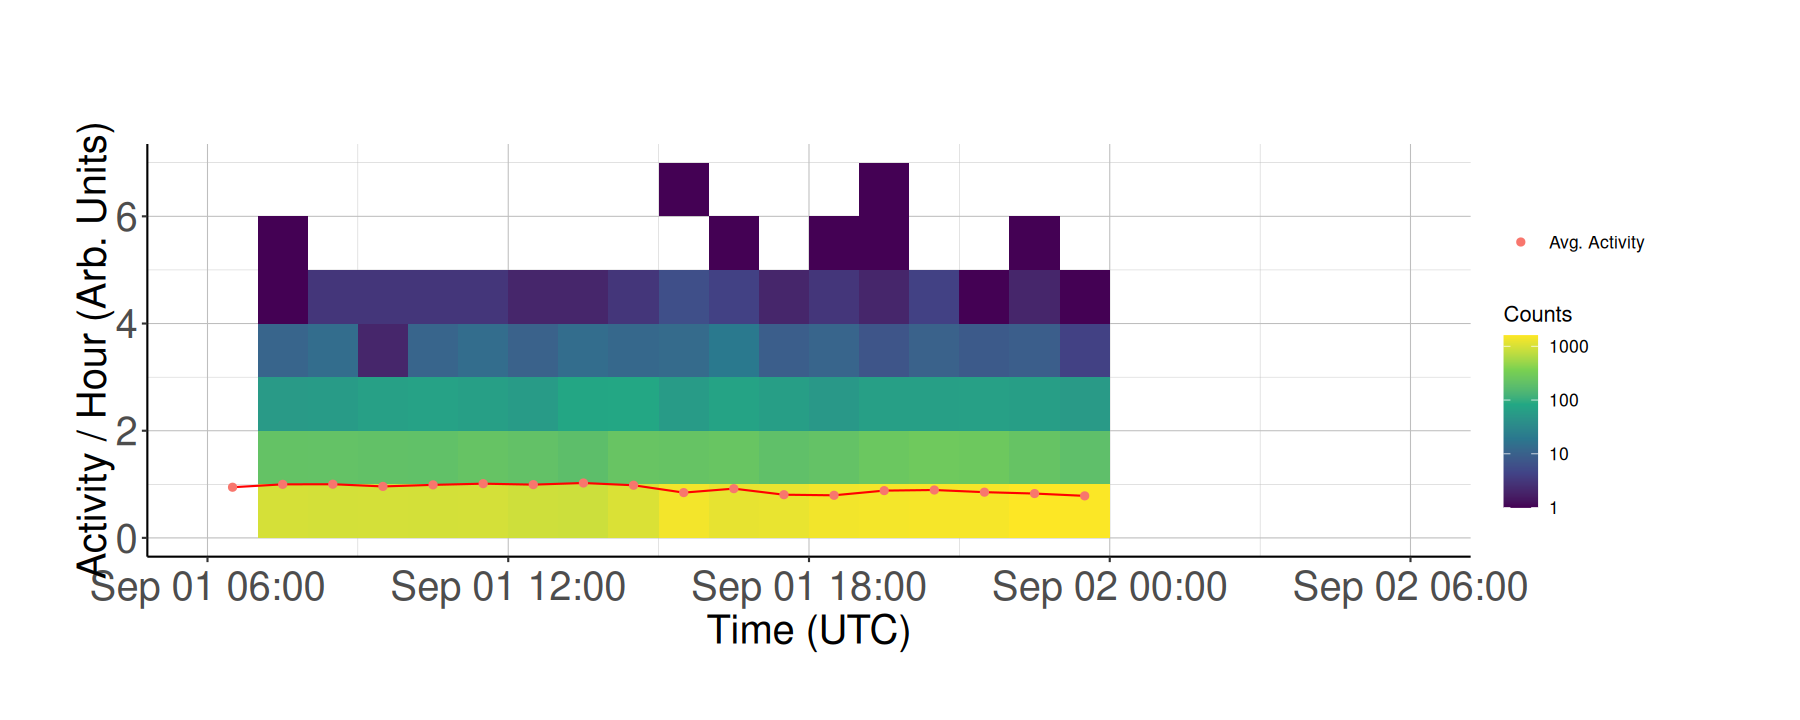 Activity / Hour (Arb. Units)
6
4
2
0
Sep 01 06:00
Sep 01 12:00
Sep 01 18:00
Sep 02 00:00
Sep 02 06:00
Time (UTC)
Avg. Activity
Counts
1000
100
10
1